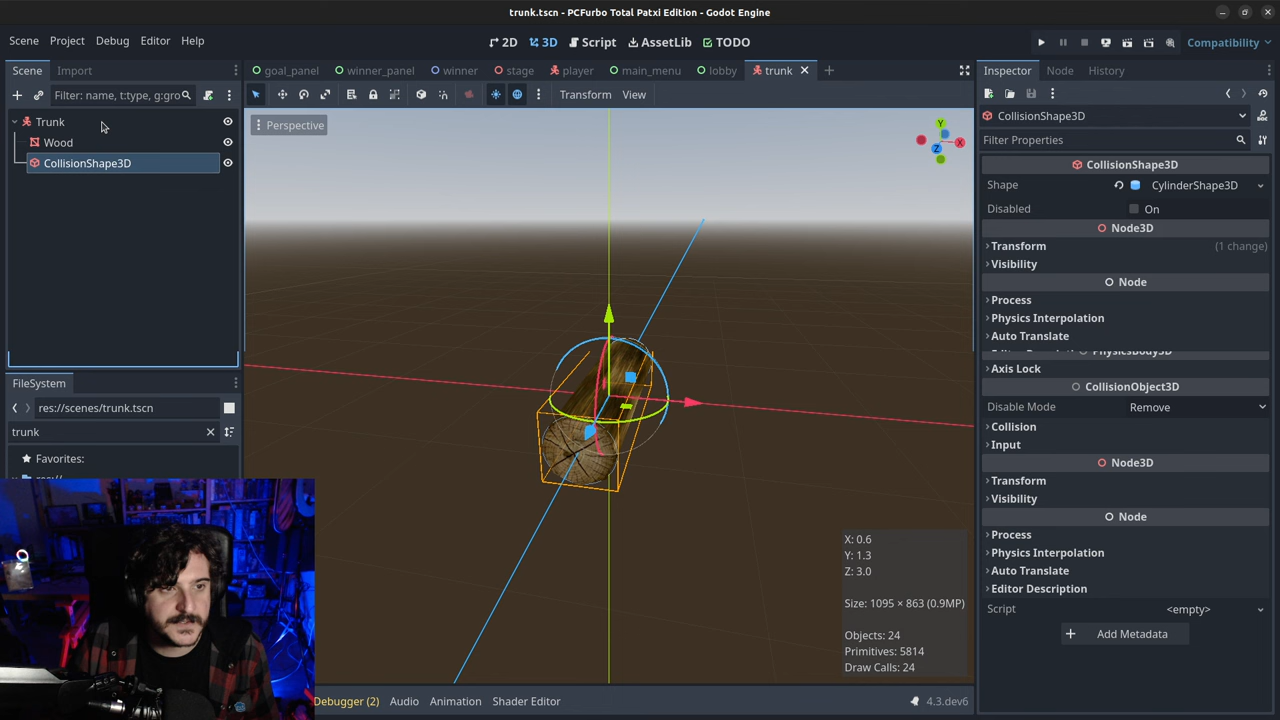 trunk.tscn - PCFurbo Total Patxi Edition - Godot Engine
Scene Project Debug Editor Help
2D 3D Script AssetLib TODO
Compatibility
Scene Import
goal_panel winner_panel winner stage player main_menu lobby trunk
Inspector Node History
Filter: name, t:type, g:gro
Transform View
Trunk
Wood
CollisionShape3D
Perspective
Y
X
Z
CollisionShape3D
Filter Properties
CollisionShape3D
Shape CylinderShape3D
Disabled On
Node3D
Transform (1 change)
Visibility
Node
Process
Physics Interpolation
Auto Translate
PhysicsBody3D
Axis Lock
CollisionObject3D
Disable Mode Remove
Collision
Input
Node3D
Transform
Visibility
Node
Process
Physics Interpolation
Auto Translate
Editor Description
Script <empty>
Add Metadata
FileSystem
res://scenes/trunk.tscn
trunk
Favorites:
X: 0.6
Y: 1.3
Z: 3.0
Size: 1095 × 863 (0.9MP)
Objects: 24
Primitives: 5814
Draw Calls: 24
Debugger (2) Audio Animation Shader Editor
4.3.dev6